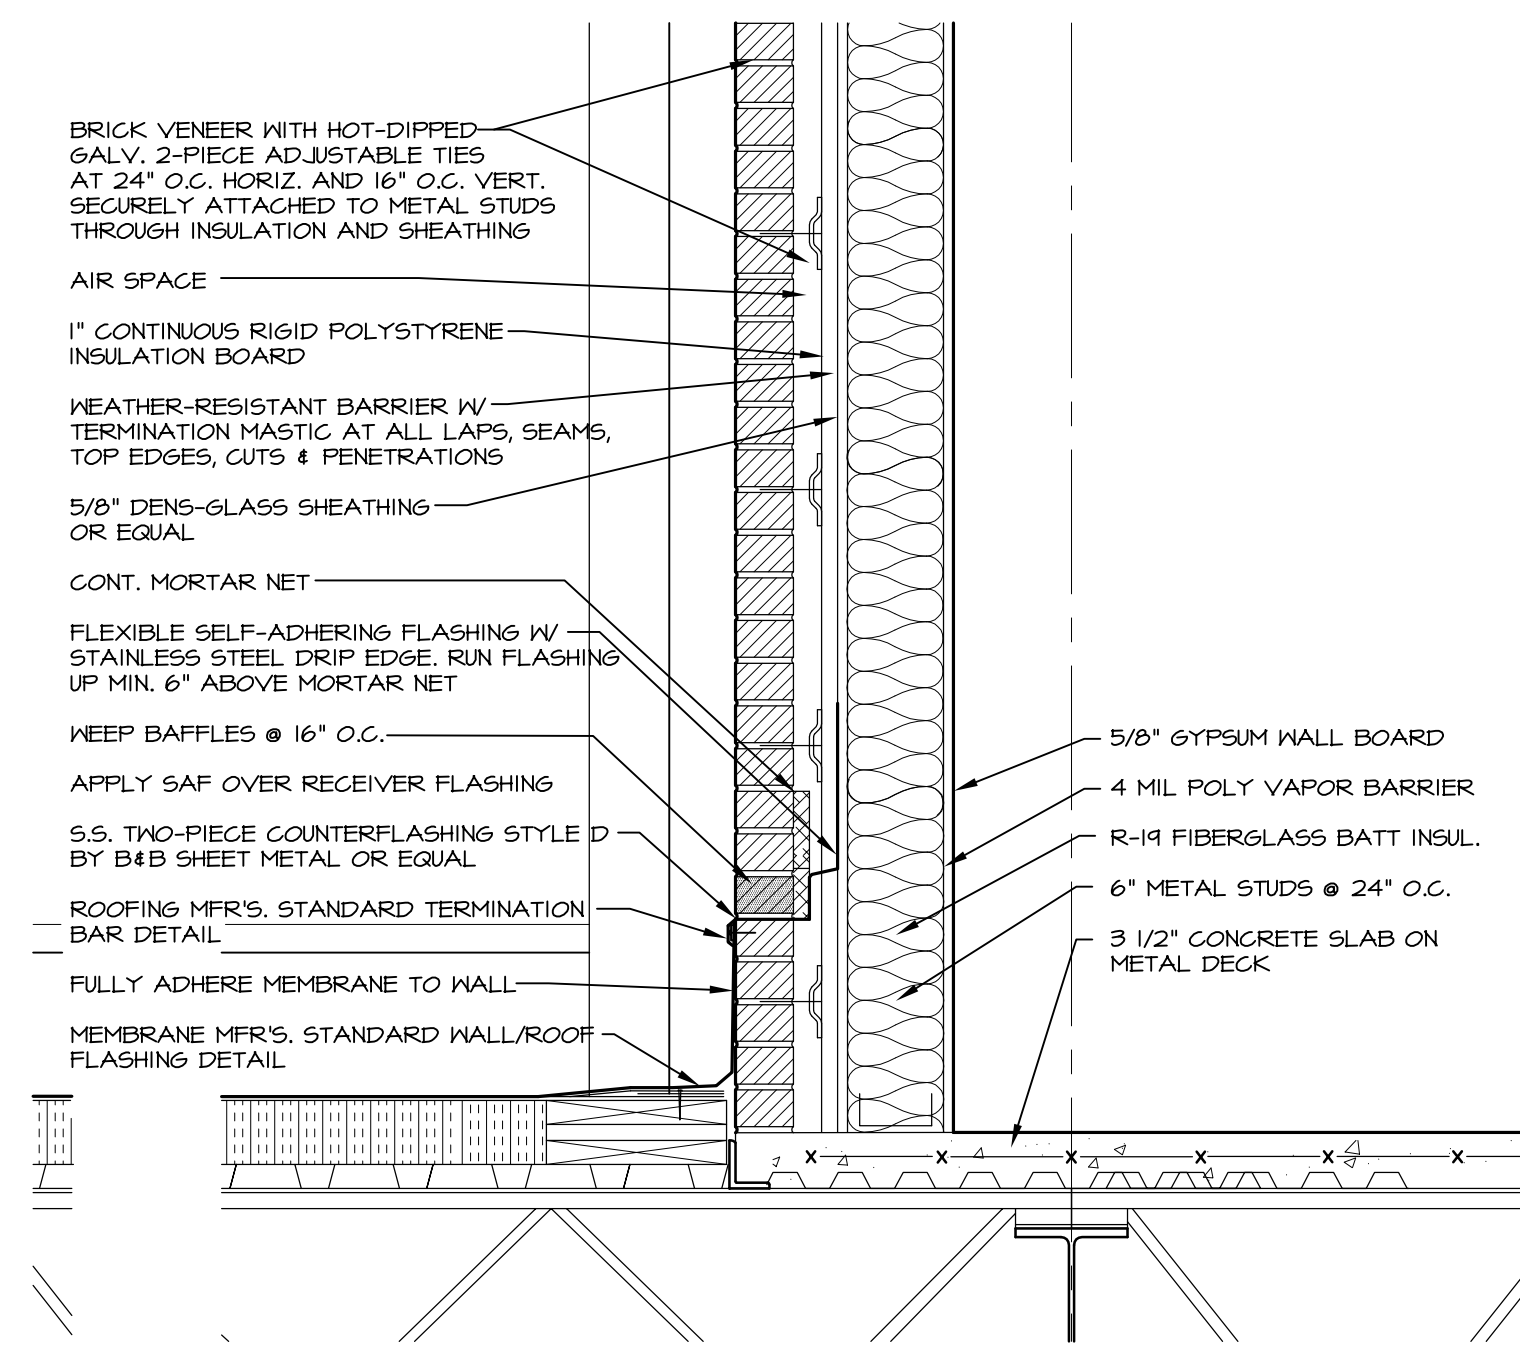 BRICK VENEER WITH HOT-DIPPED
GALV. 2-PIECE ADJUSTABLE TIES
AT 24" O.C. HORIZ. AND 16" O.C. VERT.
SECURELY ATTACHED TO METAL STUDS
THROUGH INSULATION AND SHEATHING
AIR SPACE
1" CONTINUOUS RIGID POLYSTYRENE
INSULATION BOARD
WEATHER-RESISTANT BARRIER W/
TERMINATION MASTIC AT ALL LAPS, SEAMS,
TOP EDGES, CUTS & PENETRATIONS
5/8" DENS-GLASS SHEATHING
OR EQUAL
CONT. MORTAR NET
FLEXIBLE SELF-ADHERING FLASHING W/
STAINLESS STEEL DRIP EDGE. RUN FLASHING
UP MIN. 6" ABOVE MORTAR NET
WEEP BAFFLES @ 16" O.C.
APPLY SAF OVER RECEIVER FLASHING
S.S. TWO-PIECE COUNTERFLASHING STYLE D
BY B&B SHEET METAL OR EQUAL
ROOFING MFR'S. STANDARD TERMINATION
BAR DETAIL
FULLY ADHERE MEMBRANE TO WALL
MEMBRANE MFR'S. STANDARD WALL/ROOF
FLASHING DETAIL
5/8" GYPSUM WALL BOARD
4 MIL POLY VAPOR BARRIER
R-19 FIBERGLASS BATT INSUL.
6" METAL STUDS @ 24" O.C.
3 1/2" CONCRETE SLAB ON
METAL DECK